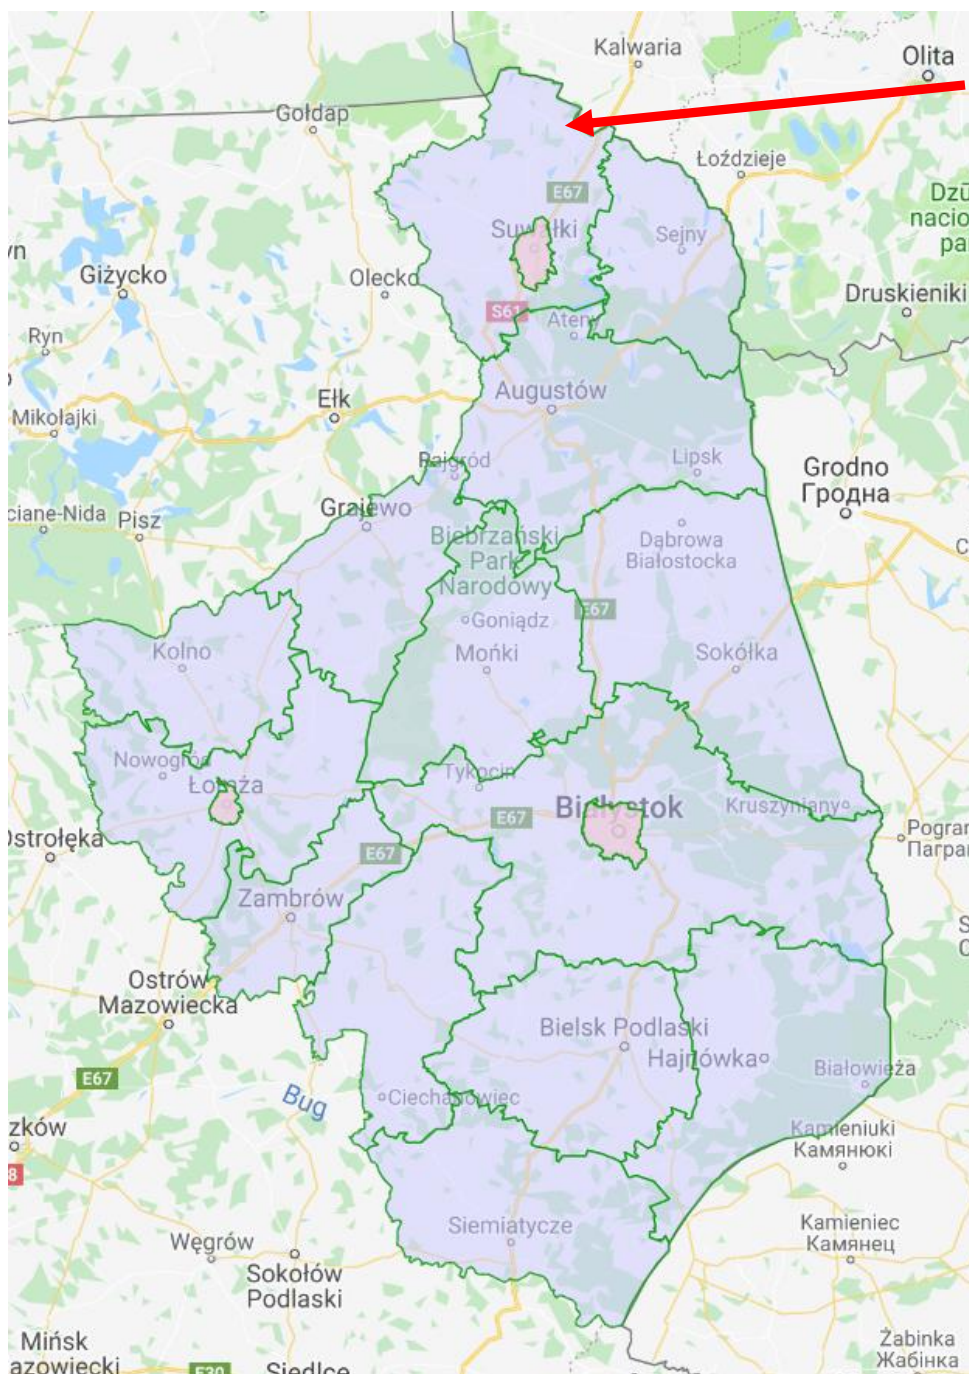 Kalwaria
Olita
Gołdap
Łoździeje
E67
Suwałki
Sejny
Giżycko
Olecko
Druskieniki
S61
Ryn
Ełk
Augustów
Mikołajki
Rajgród
Lipsk
Grodno
Гродна
Grajewo
Pisz
Biebrzański
Park
Narodowy
Dąbrowa
Białostocka
E67
Goniądz
Kolno
Mońki
Sokółka
Nowogród
Łomża
Tykocin
Białystok
Kruszyniany
E67
E67
Zambrów
Ostrów
Mazowiecka
Bielsk Podlaski
Hajnówka
Białowieża
E67
Bug
Ciechanowiec
Kamieniuki
Камянюкі
8
Siemiatycze
Kamieniec
Камянец
Węgrów
Sokołów
Podlaski
Mińsk
Żabinka
Жабінка